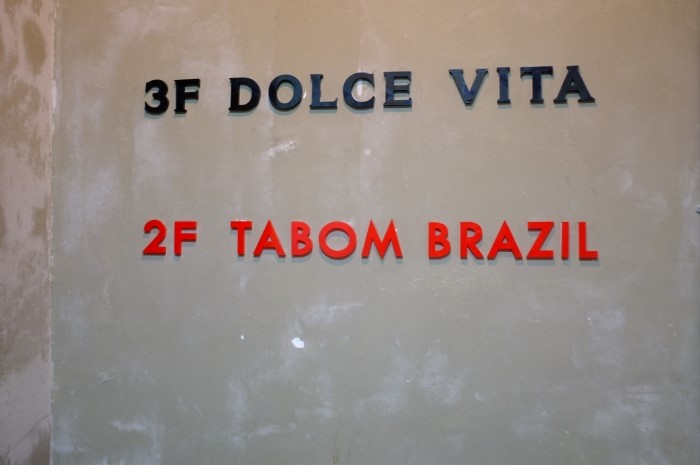 3F DOLCE VITA
2F TABOM BRAZIL